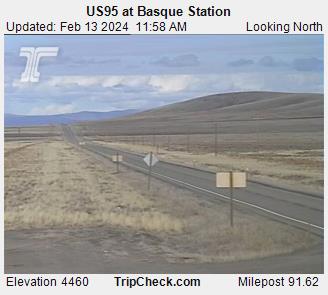 US95 at Basque Station
Updated: Feb 13 2024 11:58 AM Looking North
Elevation 4460 TripCheck.com Milepost 91.62